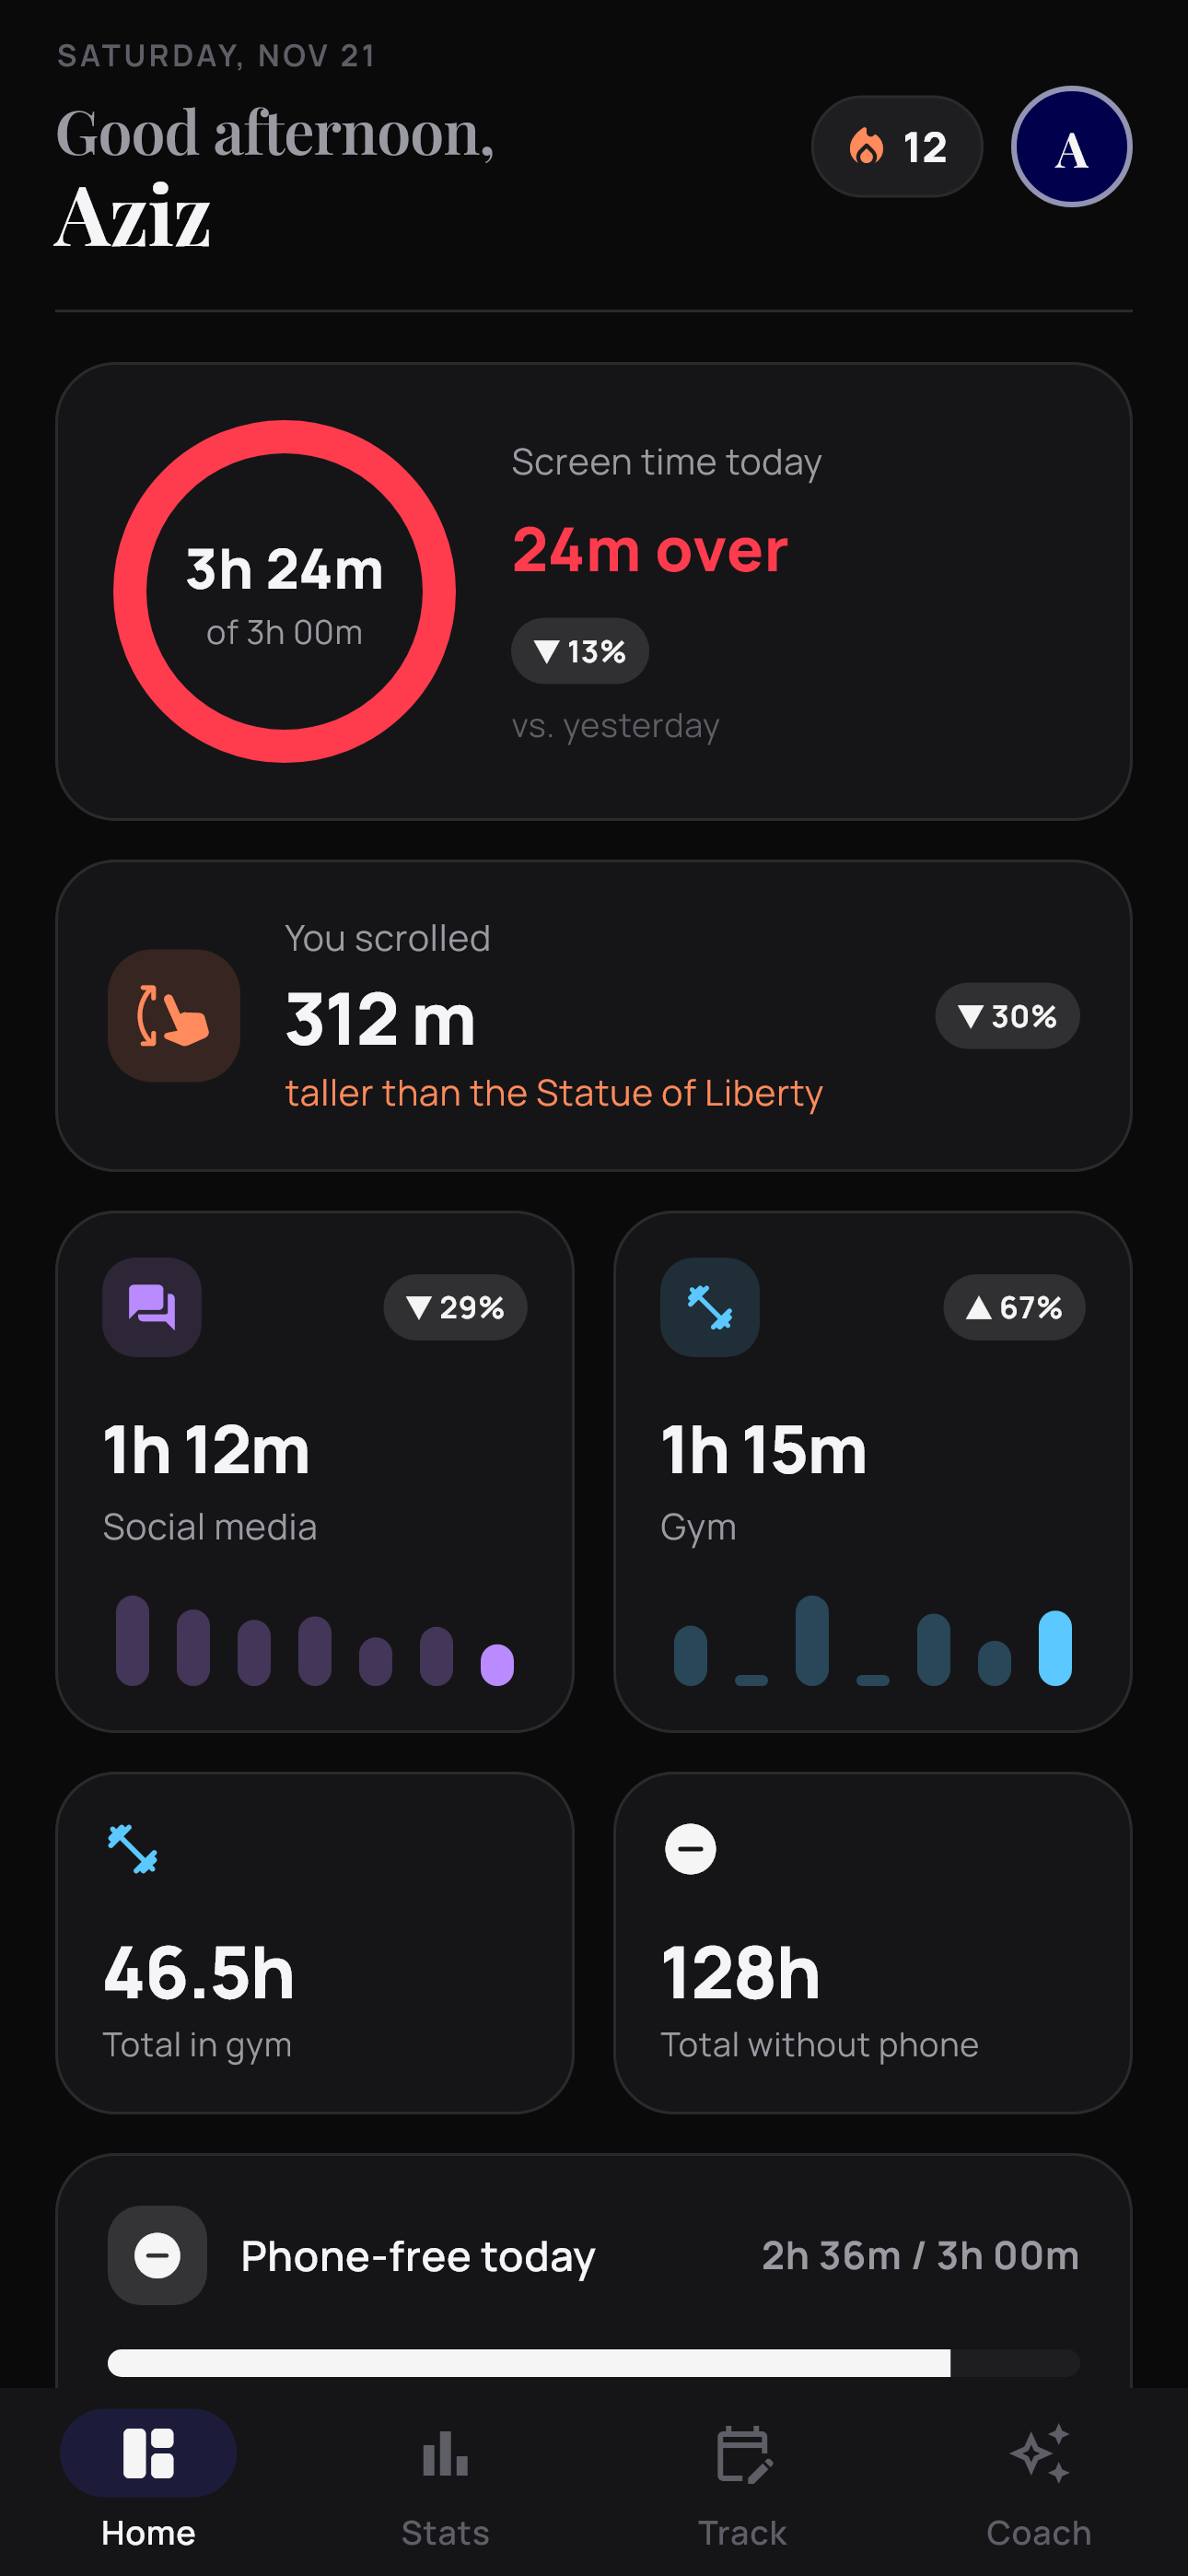 SATURDAY, NOV 21
Good afternoon,
Aziz
12
A
3h 24m
of 3h 00m
Screen time today
24m over
▼ 13%
vs. yesterday
You scrolled
312 m
taller than the Statue of Liberty
▼ 30%
▼ 29%
1h 12m
Social media
▲ 67%
1h 15m
Gym
46.5h
Total in gym
128h
Total without phone
Phone-free today
2h 36m / 3h 00m
Home
Stats
Track
Coach